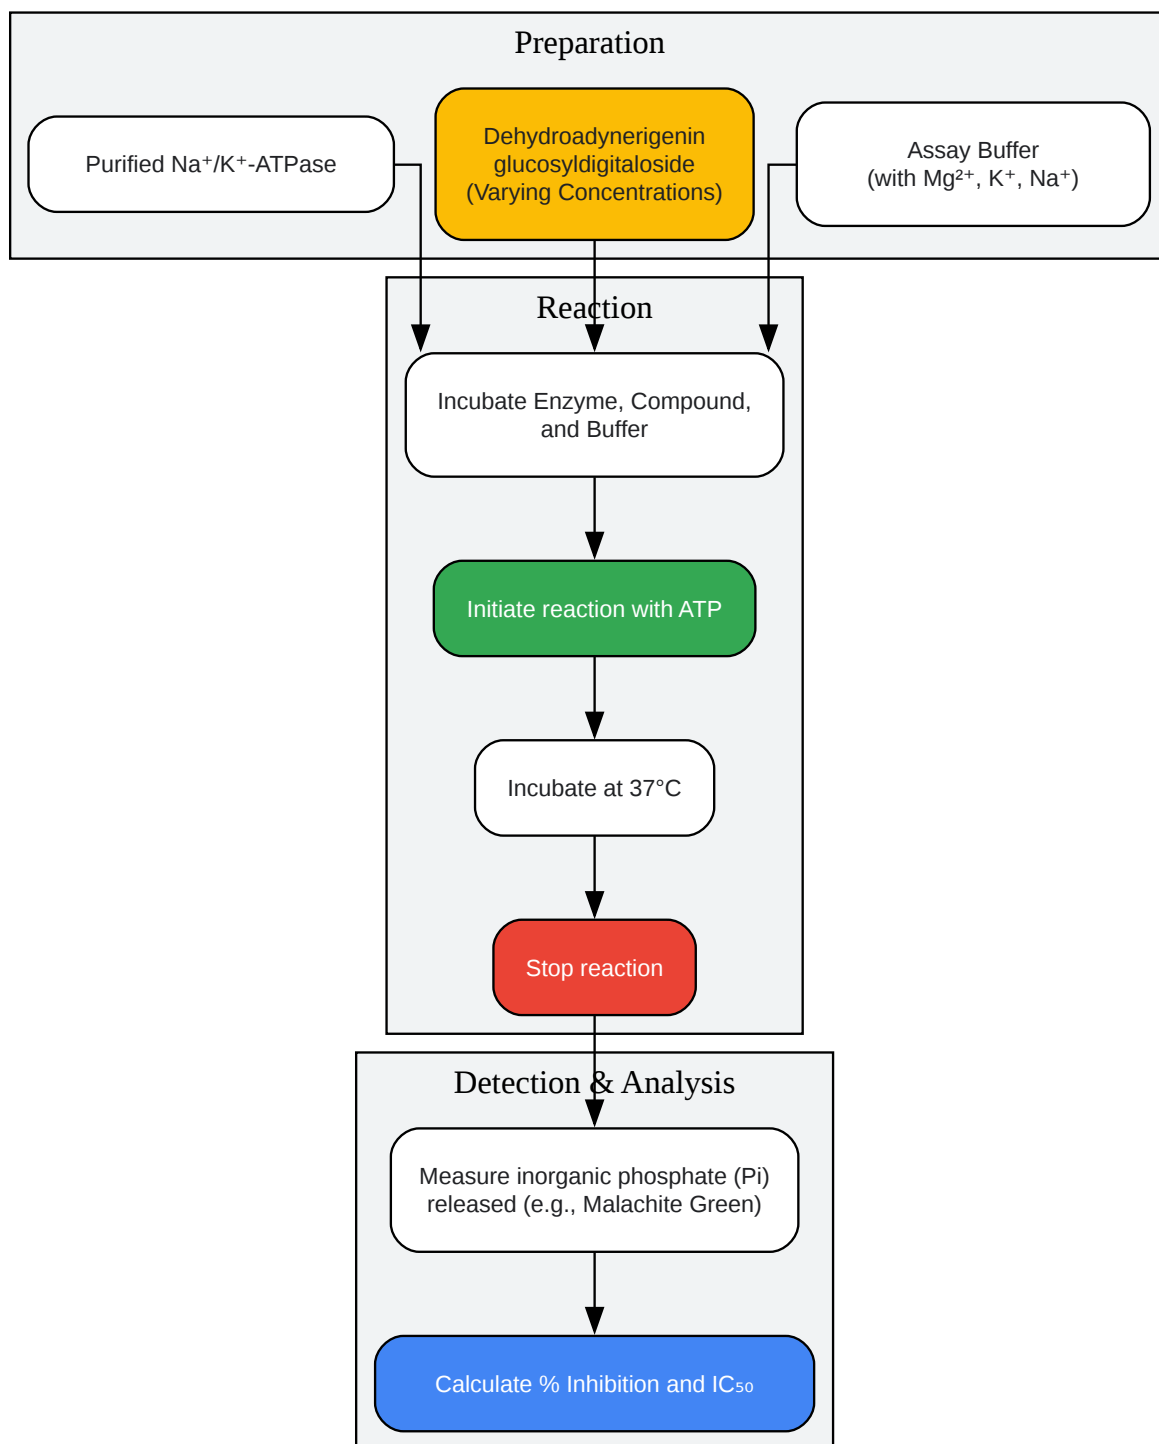 Preparation
Purified Na⁺/K⁺-ATPase
Dehydroadynerigenin
glucosyldigitaloside
(Varying Concentrations)
Assay Buffer
(with Mg²⁺, K⁺, Na⁺)
Reaction
Incubate Enzyme, Compound,
and Buffer
Initiate reaction with ATP
Incubate at 37°C
Stop reaction
Detection & Analysis
Measure inorganic phosphate (Pi)
released (e.g., Malachite Green)
Calculate % Inhibition and IC₅₀